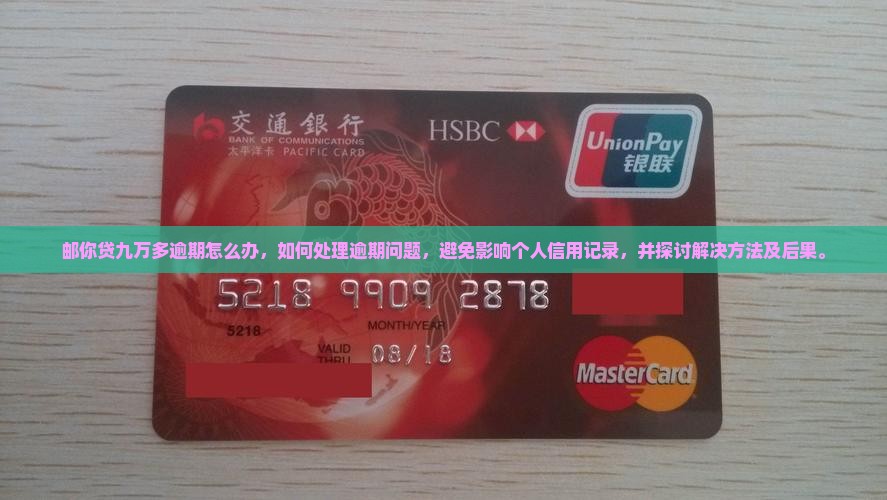 交通銀行
BANK OF COMMUNICATIONS
太平洋卡 PACIFIC CARD
HSBC
UnionPay
银联
邮你贷九万多逾期怎么办，如何处理逾期问题，避免影响个人信用记录，并探讨解决方法及后果。
5218 9909 2878
5218
MONTH/YEAR
VALID
THRU
08/18
MasterCard